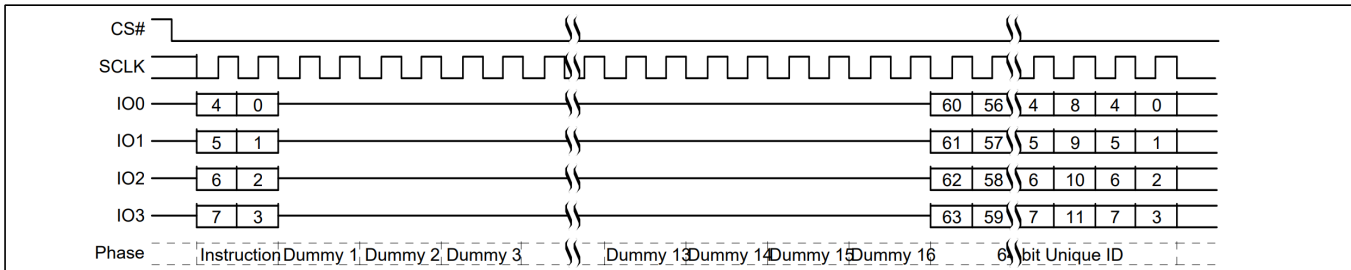 CS#
SCLK
IO0 4 0 60 56 4 8 4 0
IO1 5 1 61 57 5 9 5 1
IO2 6 2 62 58 6 10 6 2
IO3 7 3 63 59 7 11 7 3
Phase Instruction Dummy 1 Dummy 2 Dummy 3 Dummy 13 Dummy 14 Dummy 15 Dummy 16 bit Unique ID